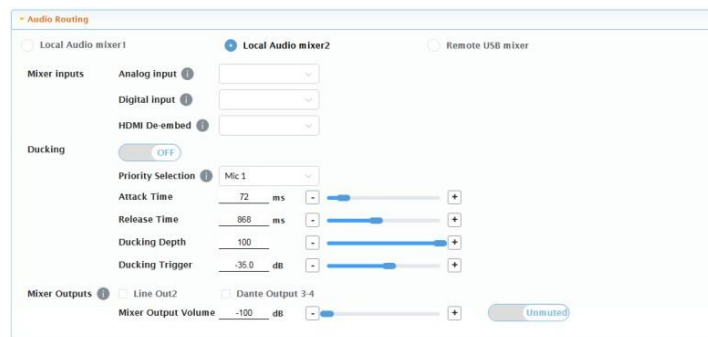 Audio Routing
Local Audio mixer1 Local Audio mixer2 Remote USB mixer
Mixer inputs Analog input i
Digital input i
HDMI De-embed i
Ducking OFF
Priority Selection i Mic 1
Attack Time 72 ms - +
Release Time 868 ms - +
Ducking Depth 100 - +
Ducking Trigger -35.0 dB - +
Mixer Outputs i Line Out2 Dante Output 3-4
Mixer Output Volume -100 dB - + Unmuted